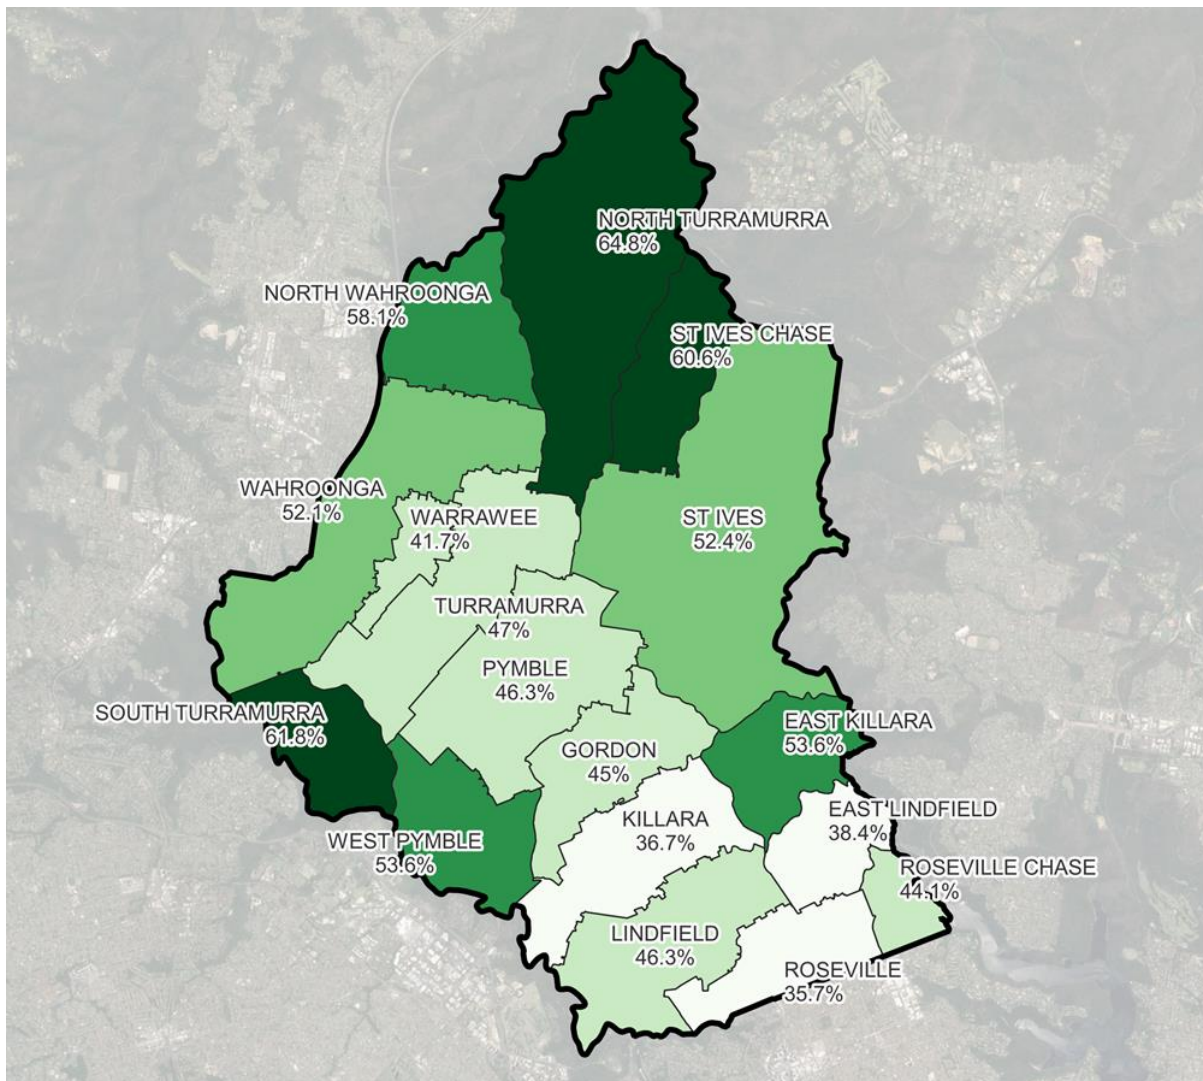 NORTH TURRAMURRA
64.8%
NORTH WAHROONGA
58.1%
ST IVES CHASE
60.6%
WAHROONGA
52.1%
WARRAWEE
41.7%
ST IVES
52.4%
TURRAMURRA
47%
PYMBLE
46.3%
SOUTH TURRAMURRA
61.8%
EAST KILLARA
53.6%
GORDON
45%
KILLARA
36.7%
EAST LINDFIELD
38.4%
WEST PYMBLE
53.6%
ROSEVILLE CHASE
44.1%
LINDFIELD
46.3%
ROSEVILLE
35.7%